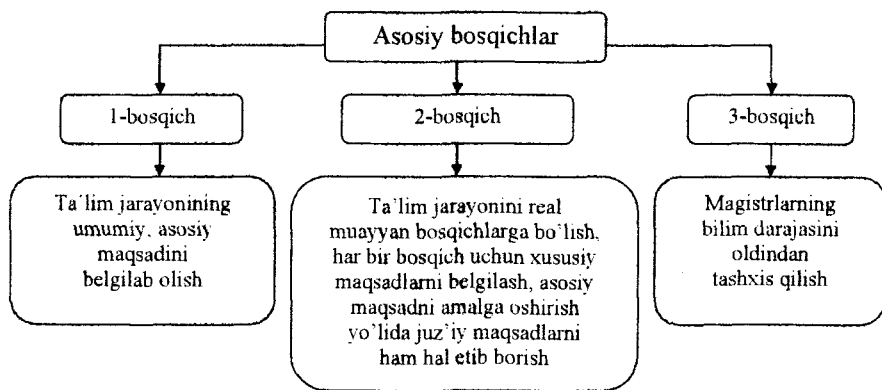 Asosiy bosqichlar
1-bosqich
2-bosqich
3-bosqich
Ta'lim jarayonining
umumiy, asosiy
maqsadini
belgilab olish
Ta'lim jarayonini real
muayyan bosqichlarga bo'lish,
har bir bosqich uchun xususiy
maqsadlarni belgilash, asosiy
maqsadni amalga oshirish
yo'lida juz'iy maqsadlarni
ham hal etib borish
Magistrlarning
bilim darajasini
oldindan
tashxis qilish